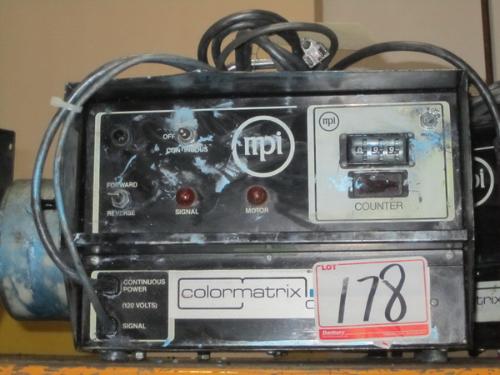 OFF
CONTINUOUS
mpi
mpi
FORWARD
REVERSE
SIGNAL
MOTOR
COUNTER
CONTINUOUS
POWER
(120 VOLTS)
SIGNAL
colormatrix
LOT
178